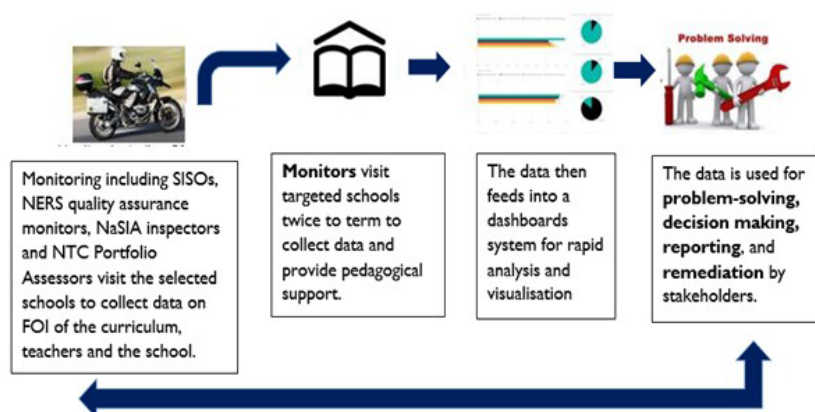 Problem Solving
Monitoring including SISOs,
NERS quality assurance
monitors, NaSIA inspectors
and NTC Portfolio
Assessors visit the selected
schools to collect data on
FOI of the curriculum,
teachers and the school.
Monitors visit
targeted schools
twice to term to
collect data and
provide pedagogical
support.
The data then
feeds into a
dashboards
system for rapid
analysis and
visualisation
The data is used for
problem-solving,
decision making,
reporting, and
remediation by
stakeholders.